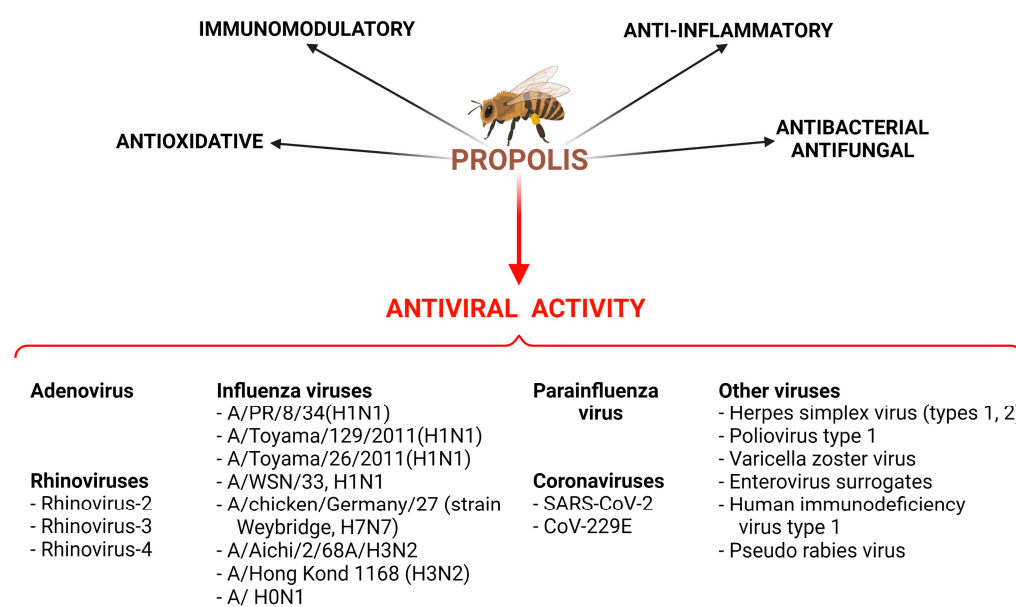 IMMUNOMODULATORY
ANTI-INFLAMMATORY
ANTIOXIDATIVE
ANTIBACTERIAL
ANTIFUNGAL
PROPOLIS
ANTIVIRAL ACTIVITY
Adenovirus
Rhinoviruses
- Rhinovirus-2
- Rhinovirus-3
- Rhinovirus-4
Influenza viruses
- A/PR/8/34(H1N1)
- A/Toyama/129/2011(H1N1)
- A/Toyama/26/2011(H1N1)
- A/WSN/33, H1N1
- A/chicken/Germany/27 (strain
Weybridge, H7N7)
- A/Aichi/2/68A/H3N2
- A/Hong Kond 1168 (H3N2)
- A/ H0N1
Parainfluenza
virus
Coronaviruses
- SARS-CoV-2
- CoV-229E
Other viruses
- Herpes simplex virus (types 1, 2)
- Poliovirus type 1
- Varicella zoster virus
- Enterovirus surrogates
- Human immunodeficiency
virus type 1
- Pseudo rabies virus